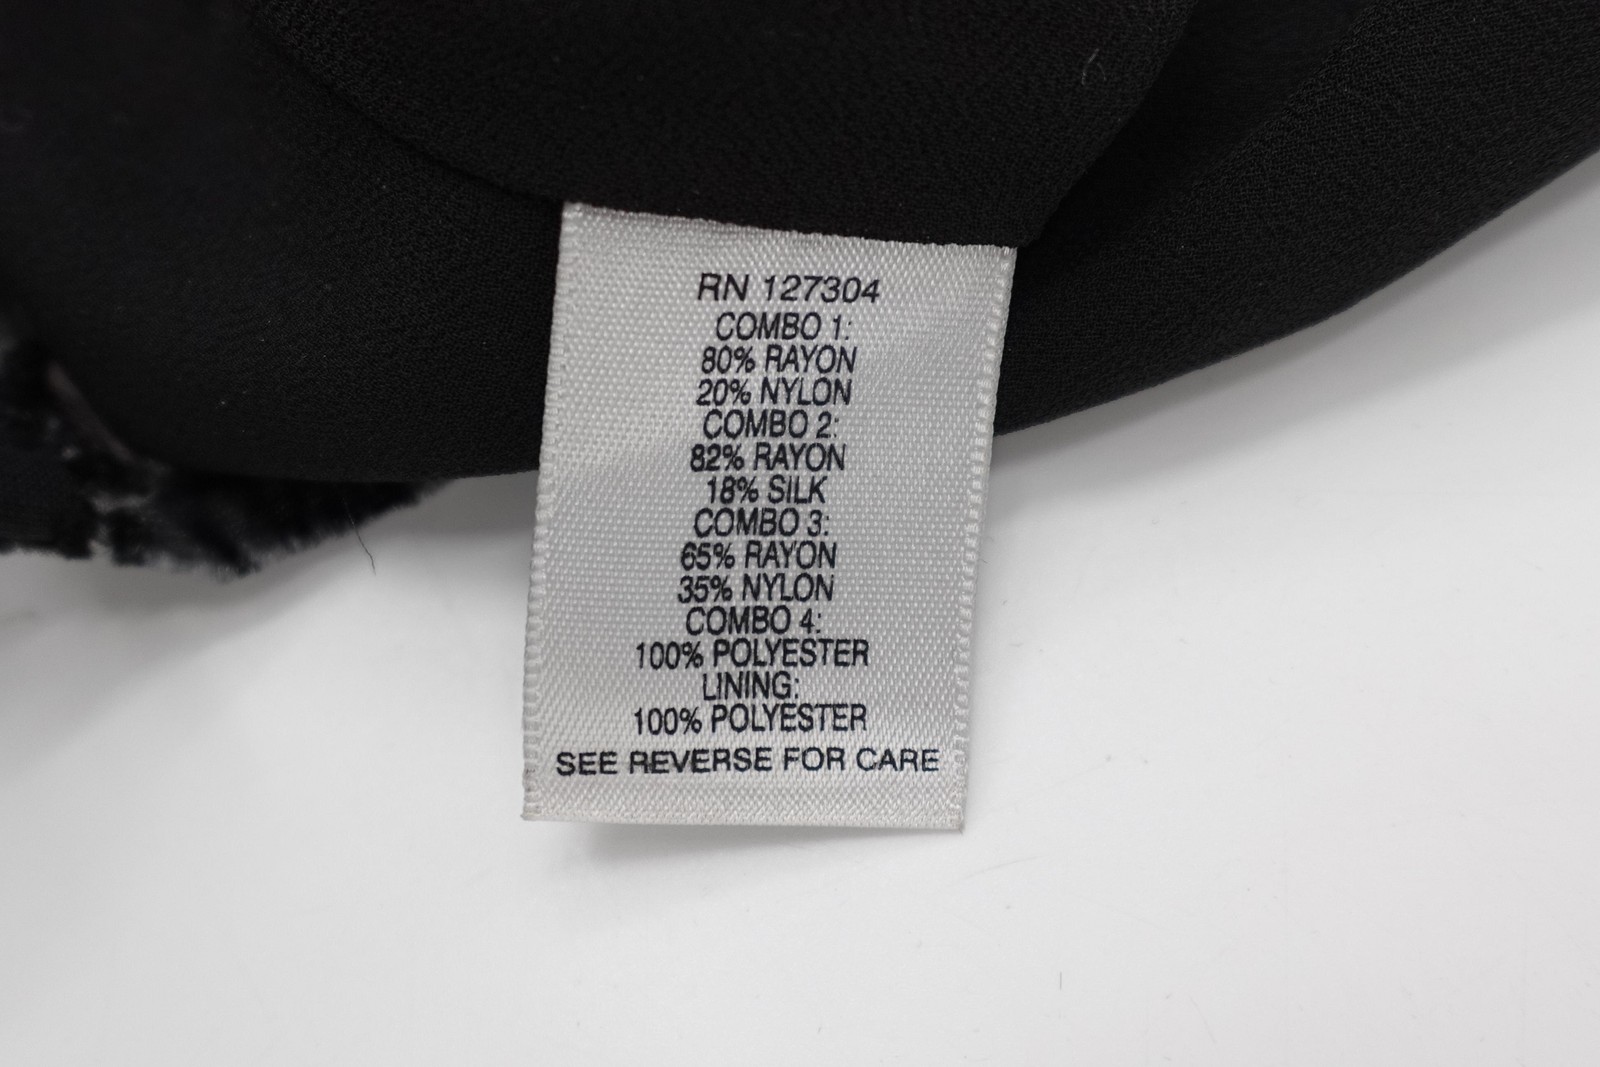 RN 127304
COMBO 1:
80% RAYON
20% NYLON
COMBO 2:
82% RAYON
18% SILK
COMBO 3:
65% RAYON
35% NYLON
COMBO 4:
100% POLYESTER
LINING:
100% POLYESTER
SEE REVERSE FOR CARE